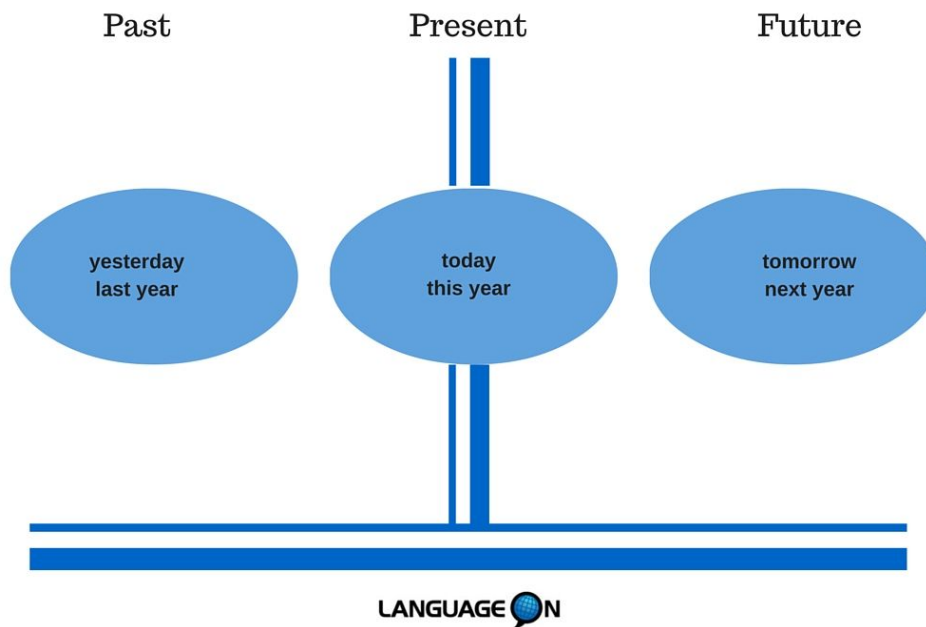 Past
Present
Future
yesterday
last year
today
this year
tomorrow
next year
LANGUAGE ON